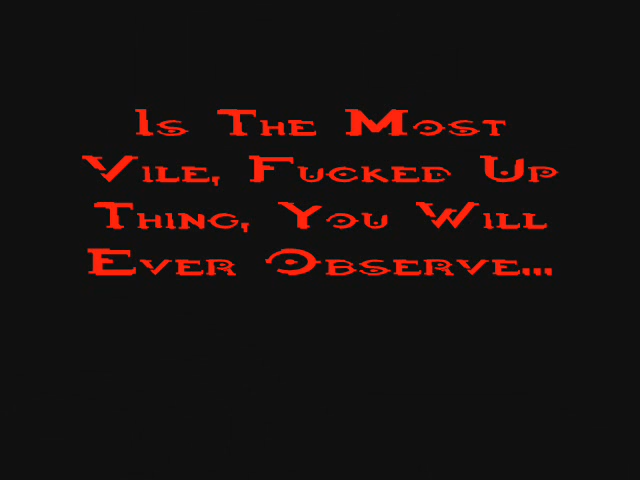 Is The Most
Vile, Fucked Up
Thing, You Will
Ever Observe...